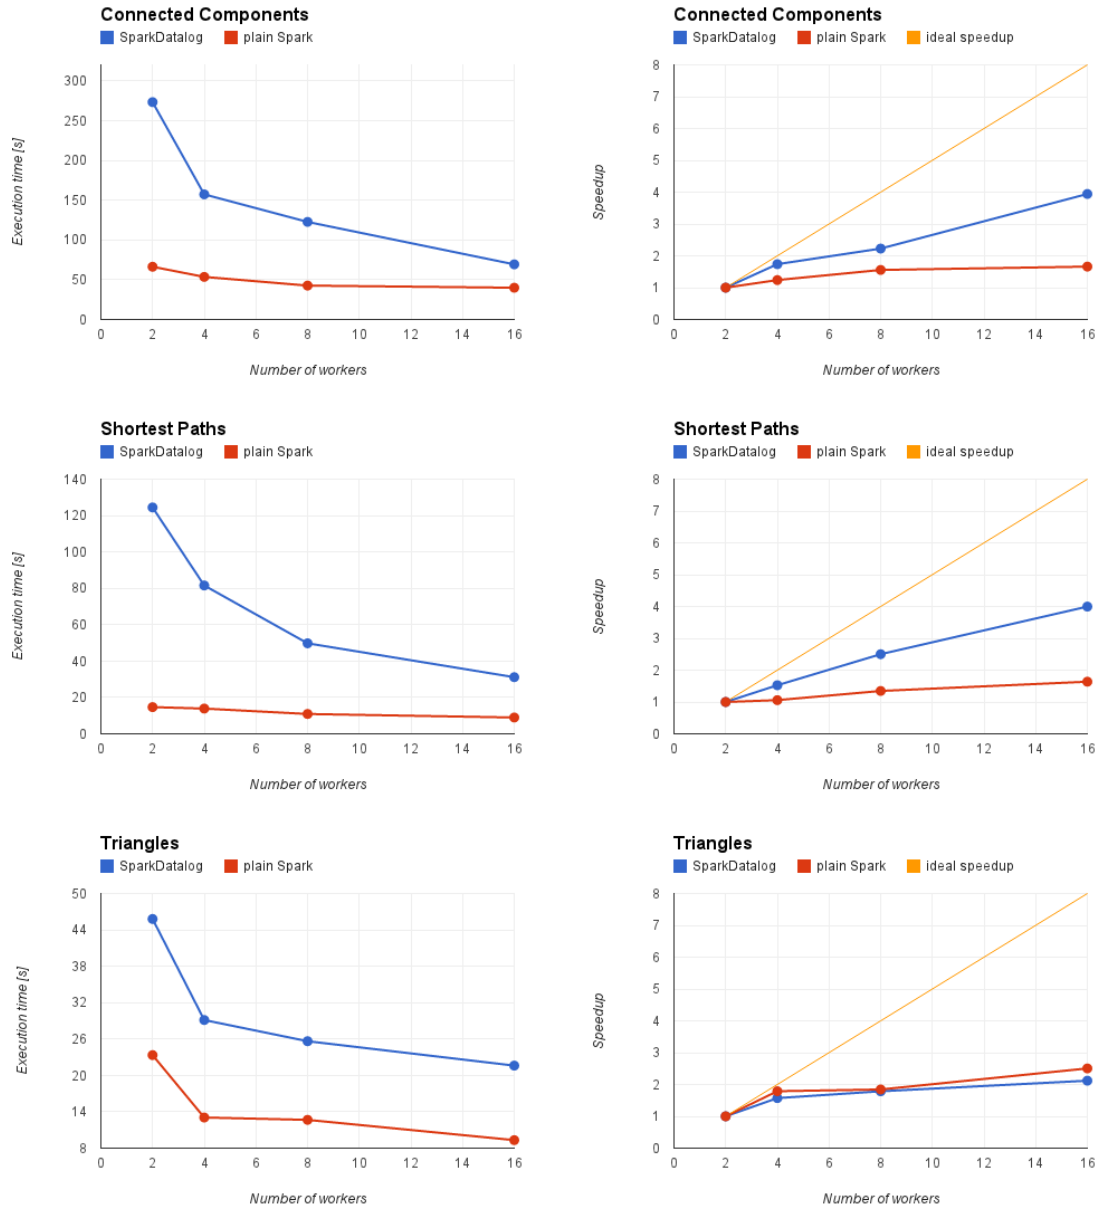 Connected Components
SparkDatalog plain Spark
300
250
200
150
100
50
0
0 2 4 6 8 10 12 14 16
Execution time [s]
Number of workers
Connected Components
SparkDatalog plain Spark ideal speedup
8
7
6
5
4
3
2
1
0
0 2 4 6 8 10 12 14 16
Speedup
Number of workers
Shortest Paths
SparkDatalog plain Spark
140
120
100
80
60
40
20
0
0 2 4 6 8 10 12 14 16
Execution time [s]
Number of workers
Shortest Paths
SparkDatalog plain Spark ideal speedup
8
7
6
5
4
3
2
1
0
0 2 4 6 8 10 12 14 16
Speedup
Number of workers
Triangles
SparkDatalog plain Spark
50
44
38
32
26
20
14
8
0 2 4 6 8 10 12 14 16
Execution time [s]
Number of workers
Triangles
SparkDatalog plain Spark ideal speedup
8
7
6
5
4
3
2
1
0
0 2 4 6 8 10 12 14 16
Speedup
Number of workers